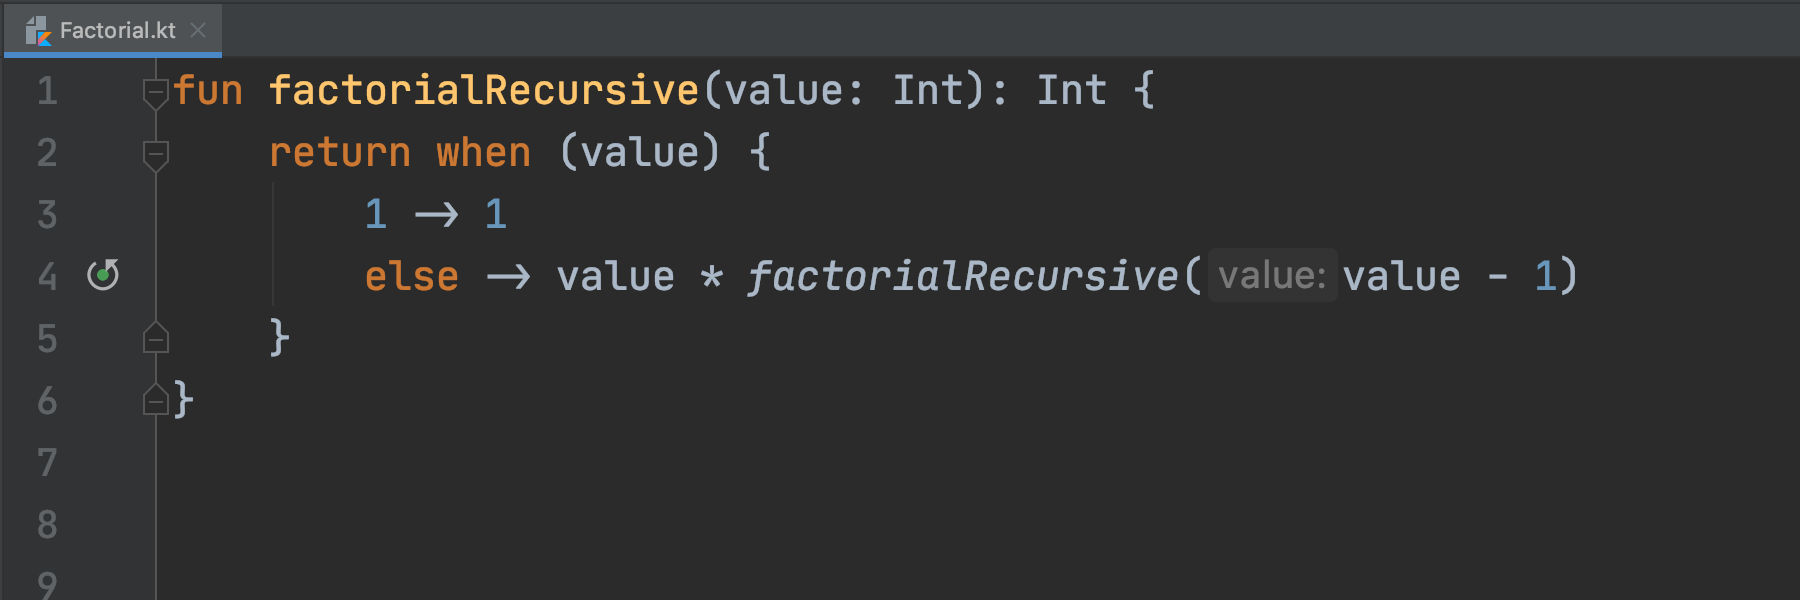 Factorial.kt
1 fun factorialRecursive(value: Int): Int {
2 return when (value) {
3 1 -> 1
4 else -> value * factorialRecursive( value: value - 1)
5 }
6 }
7
8
9